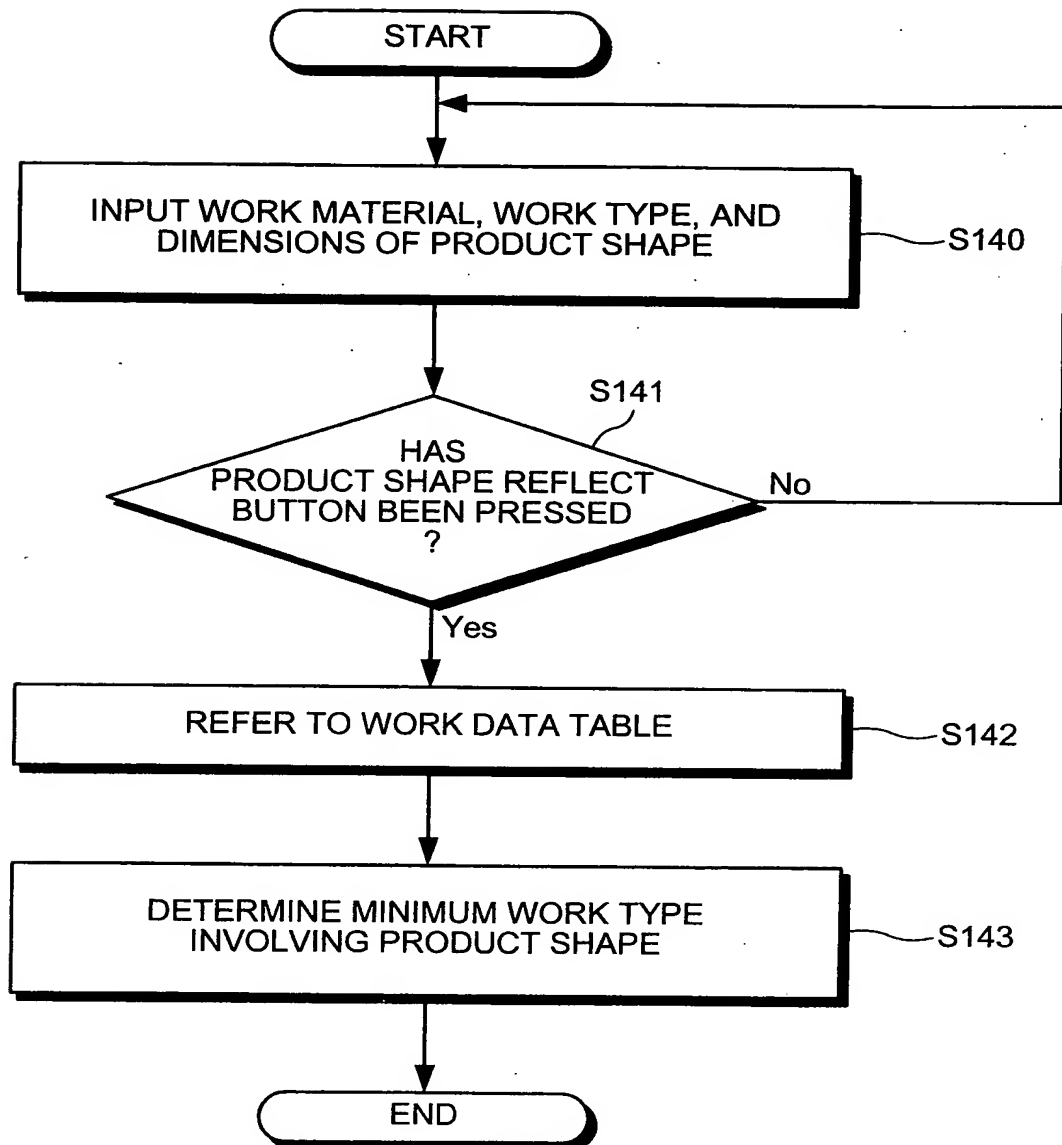 START
INPUT WORK MATERIAL, WORK TYPE, AND
DIMENSIONS OF PRODUCT SHAPE
S140
S141
HAS
PRODUCT SHAPE REFLECT
BUTTON BEEN PRESSED
?
No
Yes
REFER TO WORK DATA TABLE
S142
DETERMINE MINIMUM WORK TYPE
INVOLVING PRODUCT SHAPE
S143
END